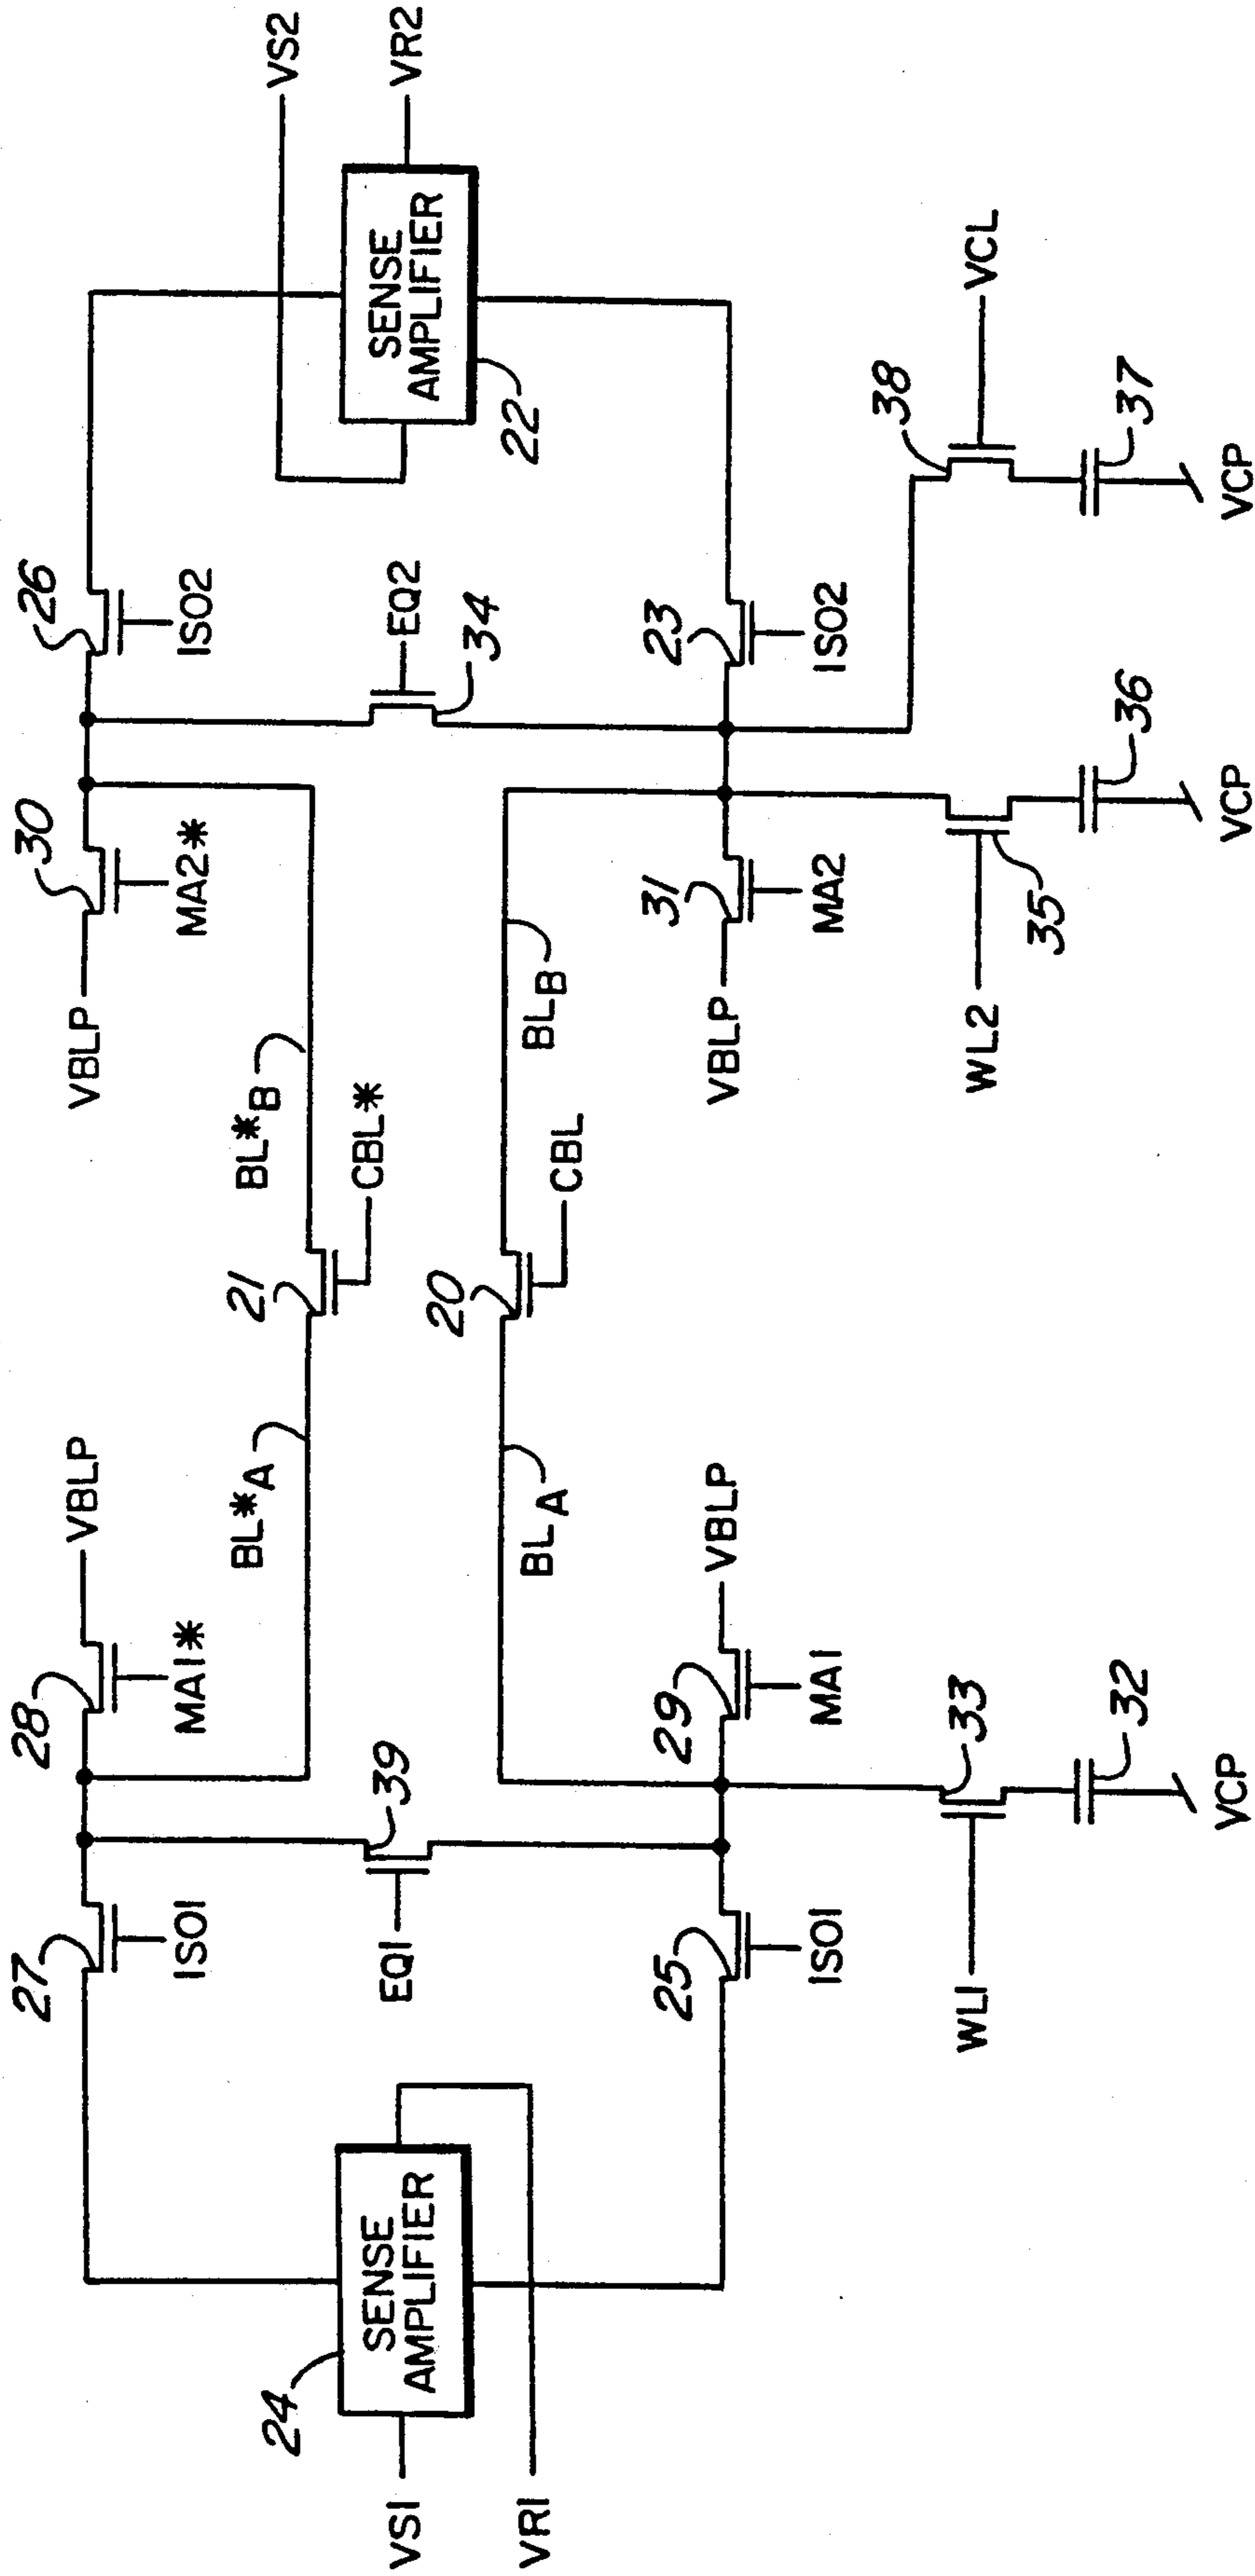 27
28
VBLP
VBLP
30
26
ISO1
MA1*
MA2*
ISO2
VS2
BL*A
21
BL*B
CBL*
24
SENSE
AMPLIFIER
VS1
VR1
EQ1
39
EQ2
34
SENSE
AMPLIFIER
22
VR2
BLA
20
BLB
CBL
25
29
VBLP
VBLP
31
23
ISO1
MA1
MA2
ISO2
WL1
33
WL2
35
38
VCL
32
36
37
VCP
VCP
VCP